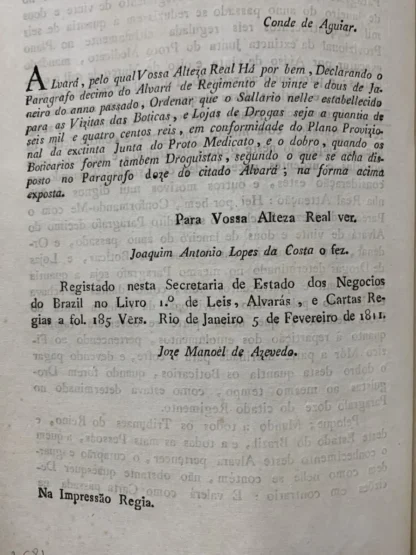 Conde de Aguiar.
ALvará, pelo qual Vossa Alteza Real Há por bem, Declarando o
Paragrafo decimo do Alvará de Regimento de vinte e dous de Ja-
neiro do anno passado, Ordenar que o Sallario nelle estabellecido
para as Vizitas das Boticas, e Lojas de Drogas seja a quantia de
seis mil e quatro centos reis, em conformidade do Plano Provizio-
nal da excinta Junta do Proto Medicato, e o dobro, quando os
Boticarios forem tambem Droguistas, segundo o que se acha dis-
posto no Paragrafo doze do citado Alvará; na forma acima
exposta.
Para Vossa Alteza Real ver.
Joaquim Antonio Lopes da Costa o fez.
Registado nesta Secretaria de Estado dos Negocios
do Brazil no Livro 1.º de Leis, Alvarás, e Cartas Re-
gias a fol. 185 Vers. Rio de Janeiro 5 de Fevereiro de 1811.
Joze Manoel de Azevedo.
Na Impressão Regia.